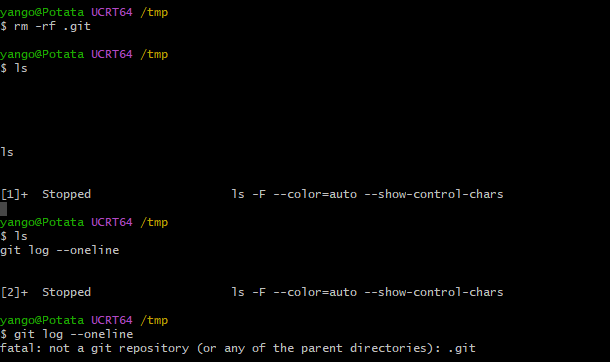 yango@Potata UCRT64 /tmp
$ rm -rf .git
yango@Potata UCRT64 /tmp
$ ls
ls
[1]+  Stopped                 ls -F --color=auto --show-control-chars
yango@Potata UCRT64 /tmp
$ ls
git log --oneline
[2]+  Stopped                 ls -F --color=auto --show-control-chars
yango@Potata UCRT64 /tmp
$ git log --oneline
fatal: not a git repository (or any of the parent directories): .git